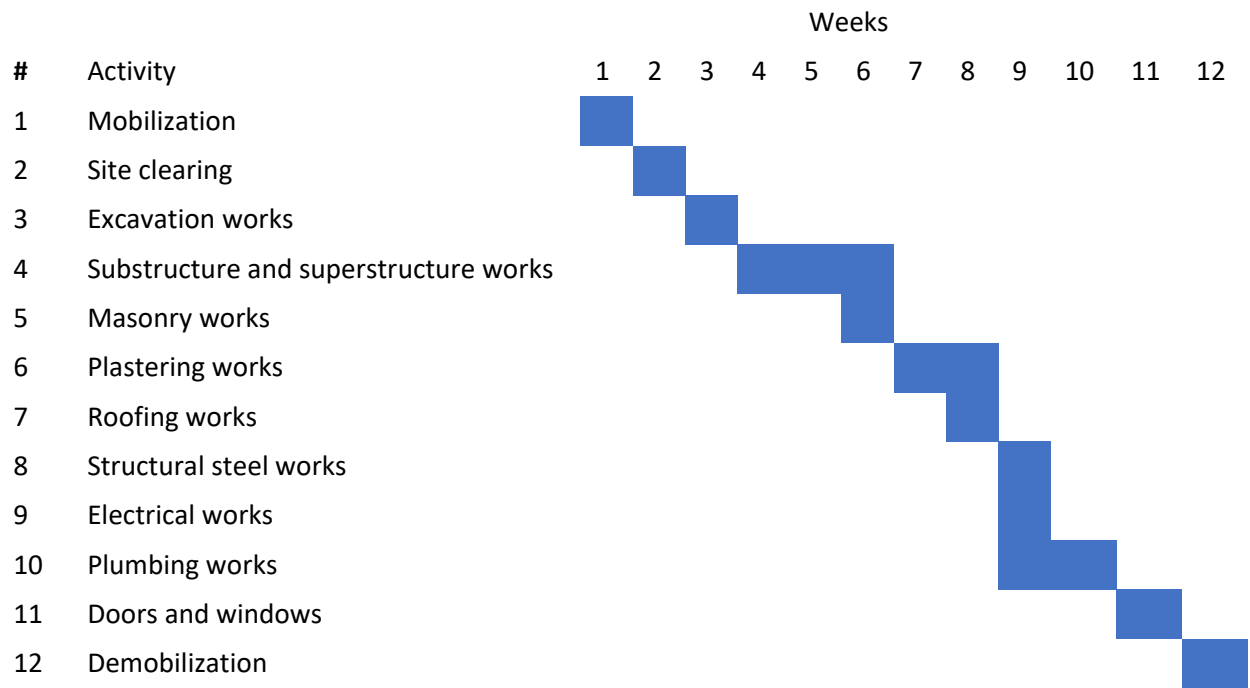 Weeks
# Activity 1 2 3 4 5 6 7 8 9 10 11 12
1 Mobilization
2 Site clearing
3 Excavation works
4 Substructure and superstructure works
5 Masonry works
6 Plastering works
7 Roofing works
8 Structural steel works
9 Electrical works
10 Plumbing works
11 Doors and windows
12 Demobilization